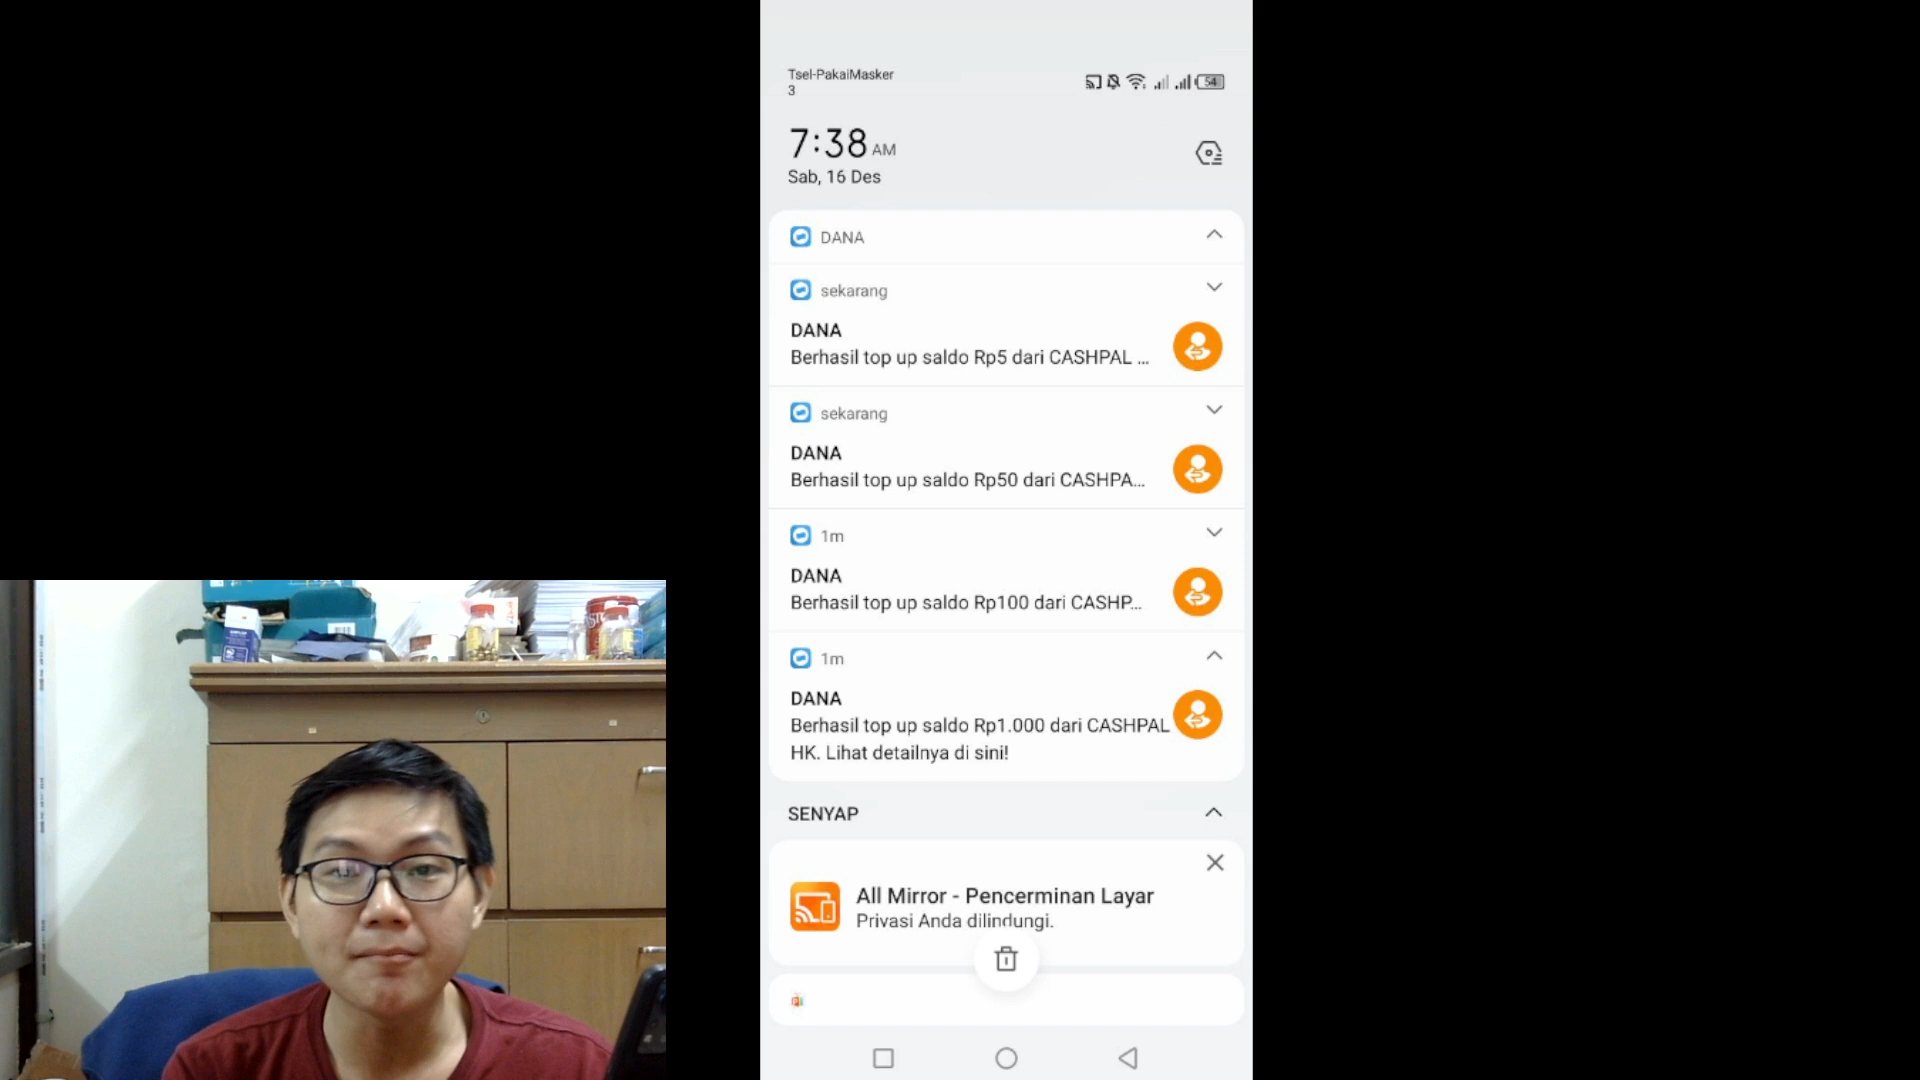 Tsel-PakaiMasker
3
54
7:38 AM
Sab, 16 Des
DANA
sekarang
DANA
Berhasil top up saldo Rp5 dari CASHPAL ...
sekarang
DANA
Berhasil top up saldo Rp50 dari CASHPA...
1m
DANA
Berhasil top up saldo Rp100 dari CASHP...
1m
DANA
Berhasil top up saldo Rp1.000 dari CASHPAL
HK. Lihat detailnya di sini!
SENYAP
All Mirror - Pencerminan Layar
Privasi Anda dilindungi.